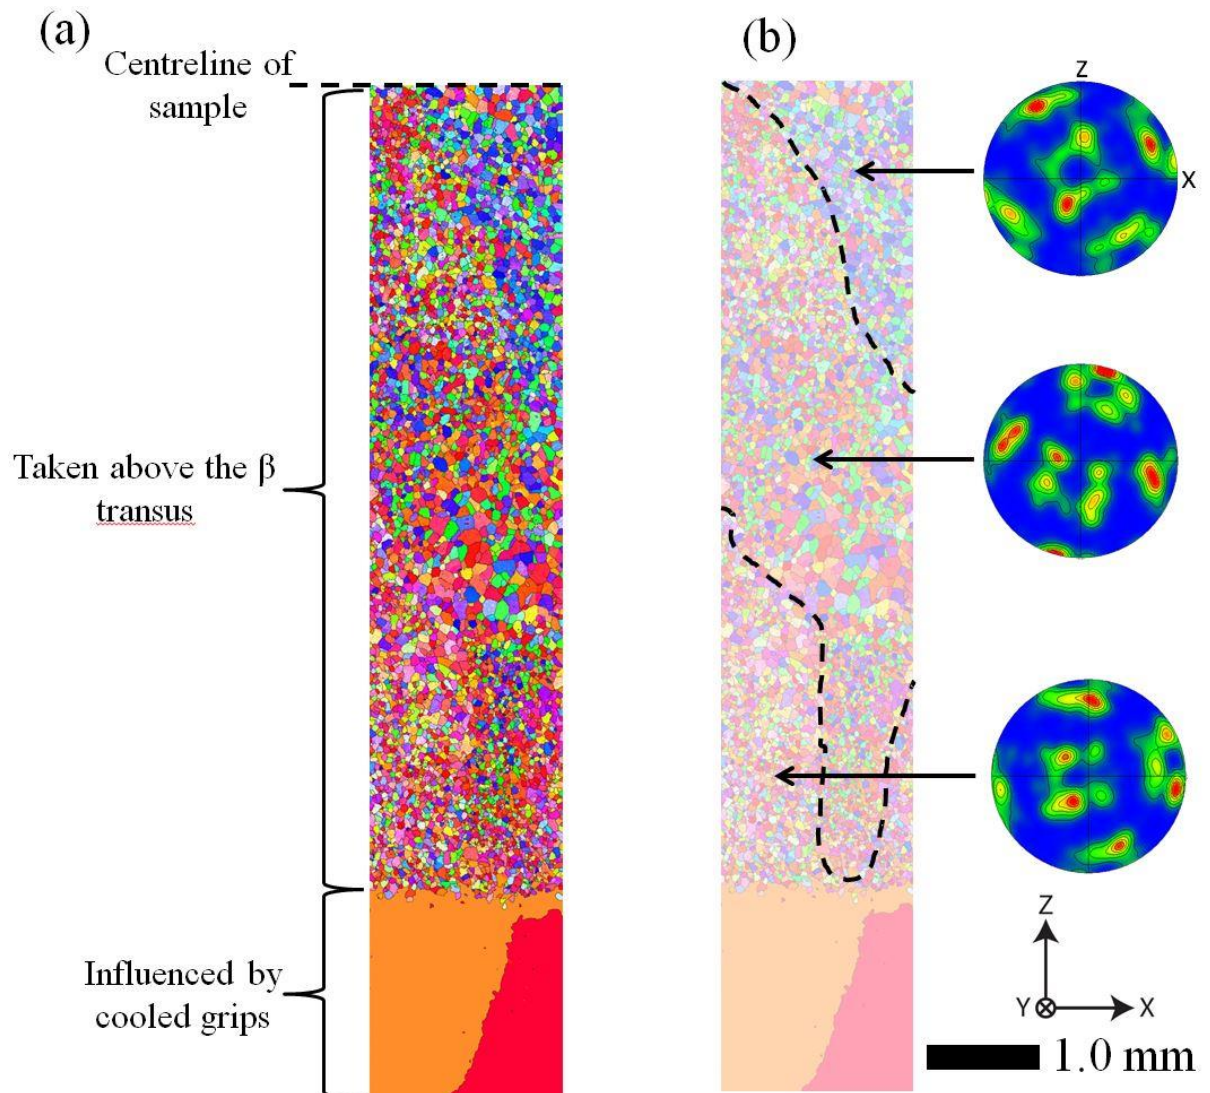 (a)
Centreline of
sample
Taken above the β
transus
Influenced by
cooled grips
(b)
Z
X
Z
Y
X
1.0 mm